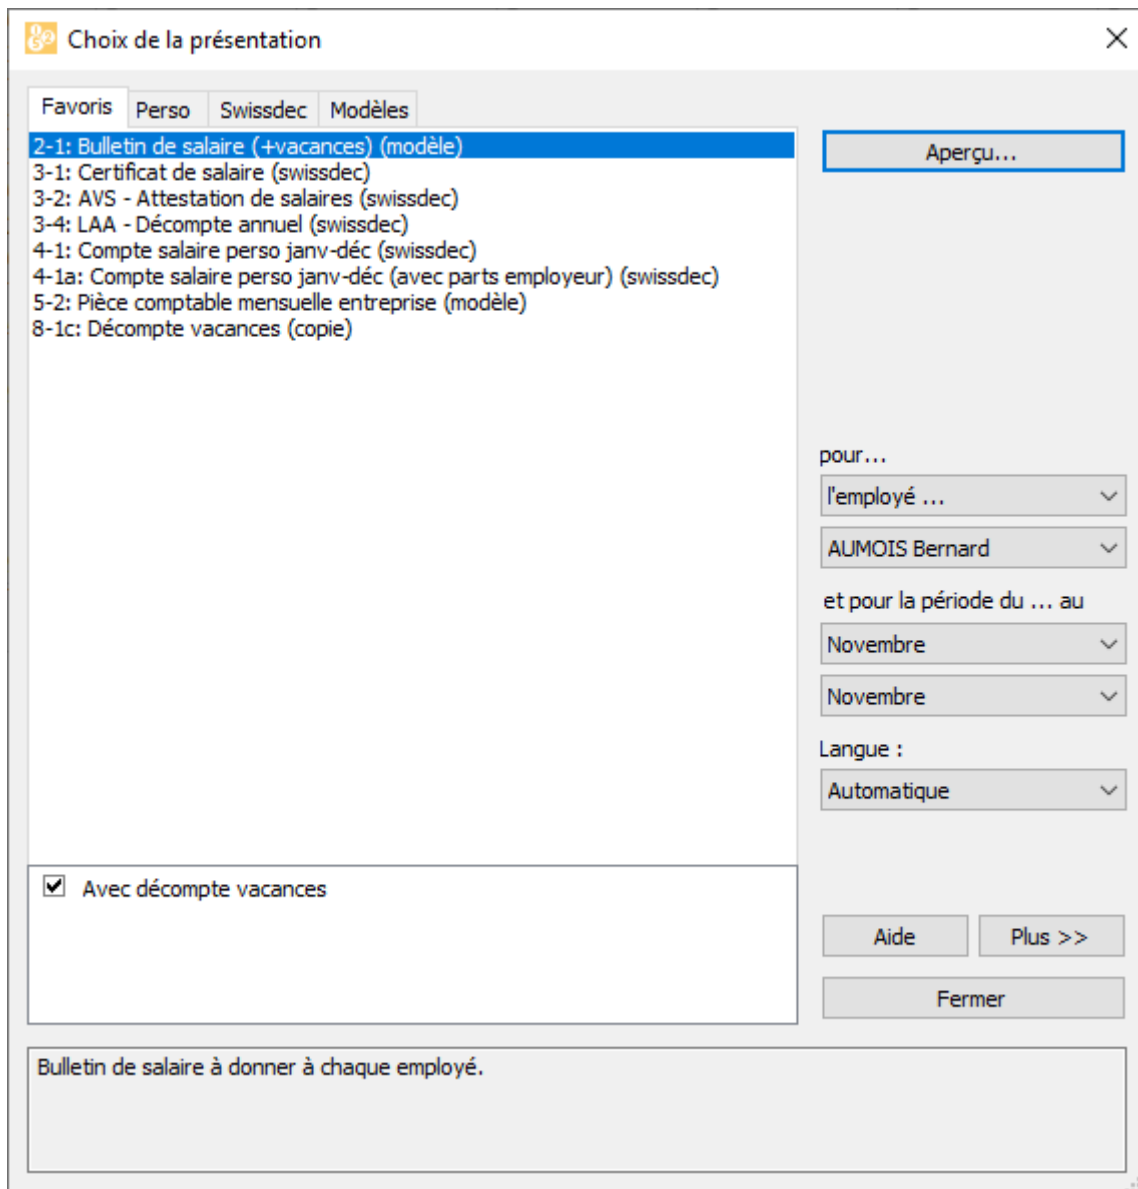 Choix de la présentation
Favoris Perso Swissdec Modèles
2-1: Bulletin de salaire (+vacances) (modèle)
3-1: Certificat de salaire (swissdec)
3-2: AVS - Attestation de salaires (swissdec)
3-4: LAA - Décompte annuel (swissdec)
4-1: Compte salaire perso janv-déc (swissdec)
4-1a: Compte salaire perso janv-déc (avec parts employeur) (swissdec)
5-2: Pièce comptable mensuelle entreprise (modèle)
8-1c: Décompte vacances (copie)
Aperçu...
pour...
l'employé ...
AUMOIS Bernard
et pour la période du ... au
Novembre
Novembre
Langue :
Automatique
Avec décompte vacances
Aide Plus >>
Fermer
Bulletin de salaire à donner à chaque employé.